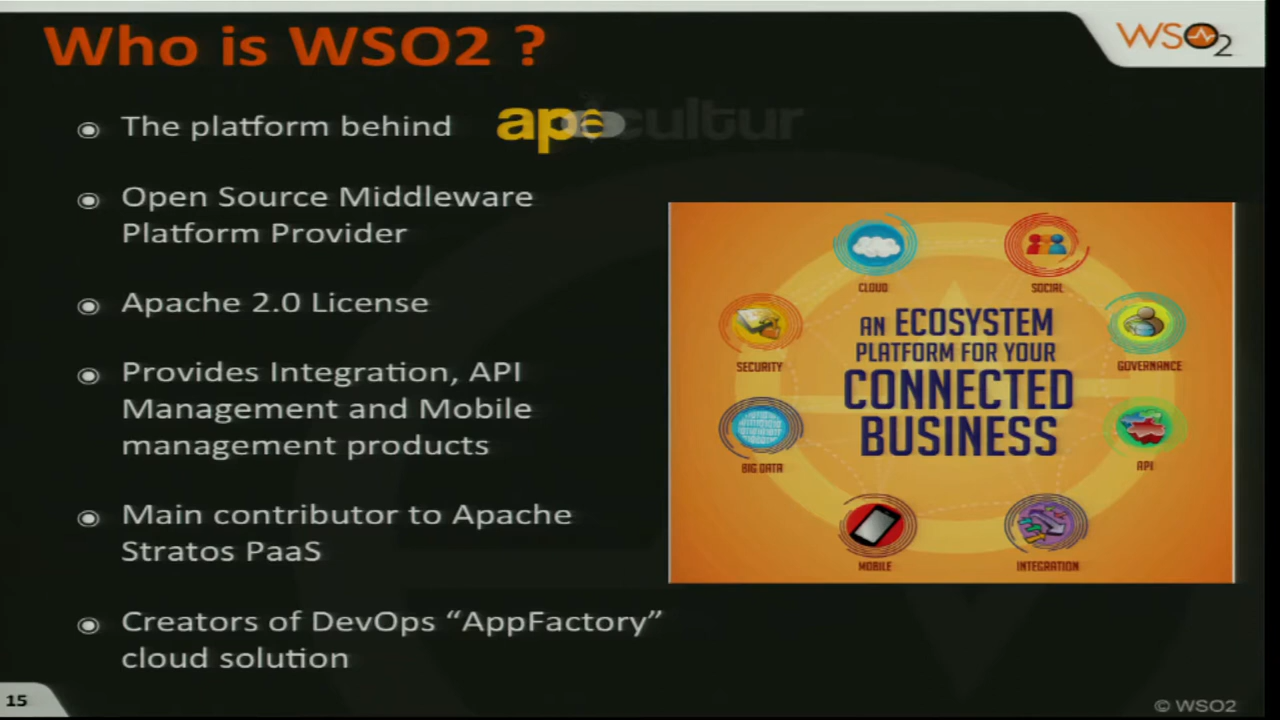 Who is WSO2 ?
WSO2
The platform behind
apicultur
Open Source Middleware
Platform Provider
Apache 2.0 License
Provides Integration, API
Management and Mobile
management products
Main contributor to Apache
Stratos PaaS
Creators of DevOps “AppFactory”
cloud solution
CLOUD
SOCIAL
SECURITY
GOVERNANCE
AN ECOSYSTEM
PLATFORM FOR YOUR
CONNECTED
BUSINESS
BIG DATA
API
MOBILE
INTEGRATION
15
© WSO2